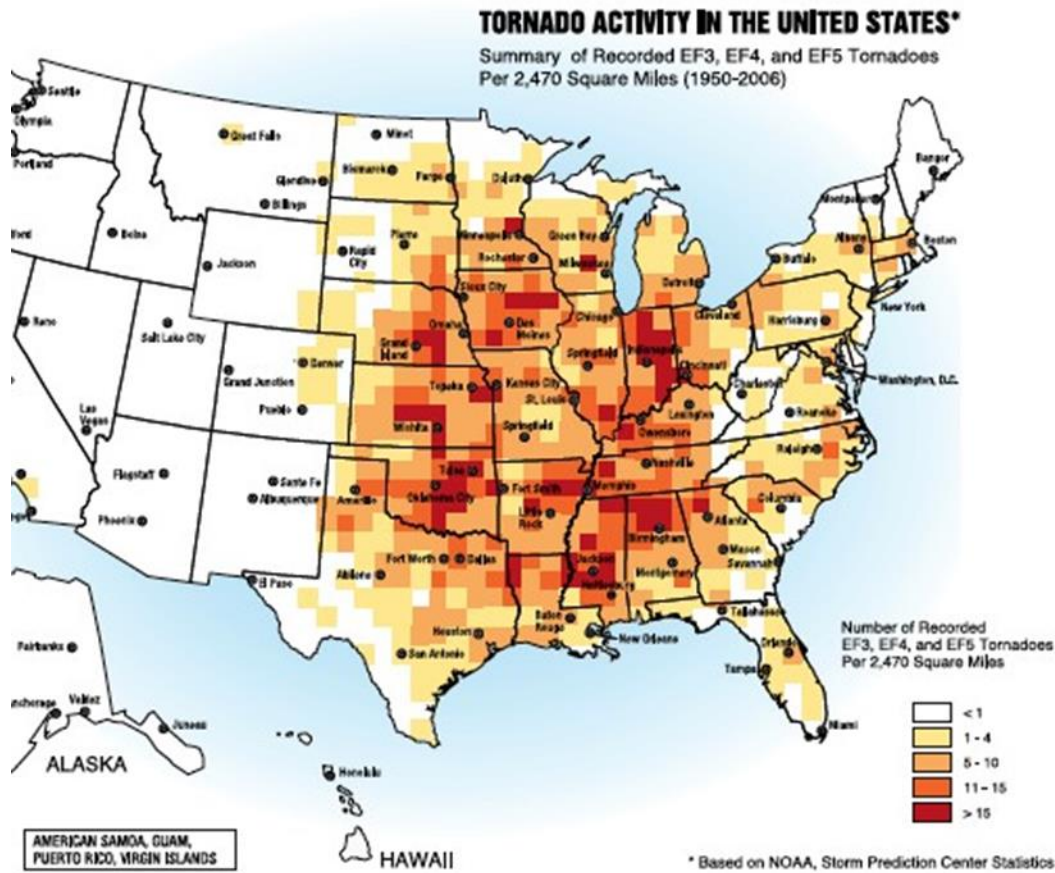 TORNADO ACTIVITY IN THE UNITED STATES*
Summary of Recorded EF3, EF4, and EF5 Tornadoes
Per 2,470 Square Miles (1950-2006)
Seattle
Olympia
Portland
Great Falls
Minot
Bismarck
Fargo
Duluth
Glendive
Billings
Boise
Jackson
Rapid
City
Pierre
Minneapolis
Rochester
Green Bay
Milwaukee
Detroit
Buffalo
Albany
Montpelier
Bangor
Boston
New York
Harrisburg
Cleveland
Chicago
Sioux City
Omaha
Des
Moines
Grand
Island
Reno
Salt Lake City
Denver
Grand Junction
Pueblo
Topeka
Kansas City
St. Louis
Springfield
Indianapolis
Cincinnati
Charleston
Washington, D.C.
Roanoke
Lexington
Owensboro
Las
Vegas
Wichita
Springfield
Nashville
Raleigh
Flagstaff
Santa Fe
Albuquerque
Phoenix
Amarillo
Tulsa
Oklahoma City
Fort Smith
Little
Rock
Memphis
Columbia
Atlanta
Birmingham
Macon
Savannah
Montgomery
Fort Worth
Dallas
Abilene
El Paso
Jackson
Hattiesburg
Baton
Rouge
New Orleans
Tallahassee
Houston
San Antonio
Orlando
Tampa
Miami
Fairbanks
Valdez
Juneau
ALASKA
Honolulu
HAWAII
AMERICAN SAMOA, GUAM,
PUERTO RICO, VIRGIN ISLANDS
Number of Recorded
EF3, EF4, and EF5 Tornadoes
Per 2,470 Square Miles
< 1
1 - 4
5 - 10
11 - 15
> 15
* Based on NOAA, Storm Prediction Center Statistics